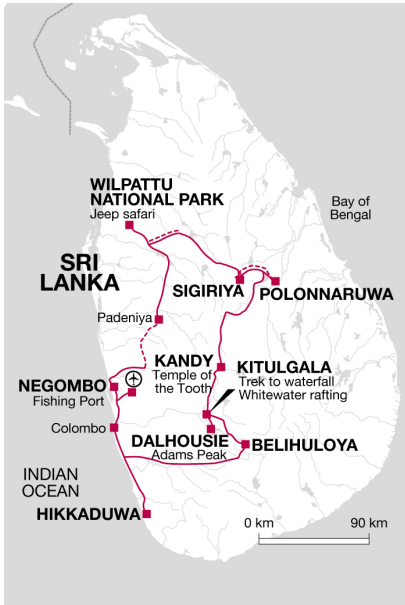 WILPATTU
NATIONAL PARK
Jeep safari
Bay of
Bengal
SRI
LANKA
SIGIRIYA
POLONNARUWA
Padeniya
KANDY
Temple of
the Tooth
KITULGALA
Trek to waterfall
Whitewater rafting
NEGOMBO
Fishing Port
Colombo
DALHOUSIE
Adams Peak
BELIHULOYA
INDIAN
OCEAN
HIKKADUWA
0 km
90 km